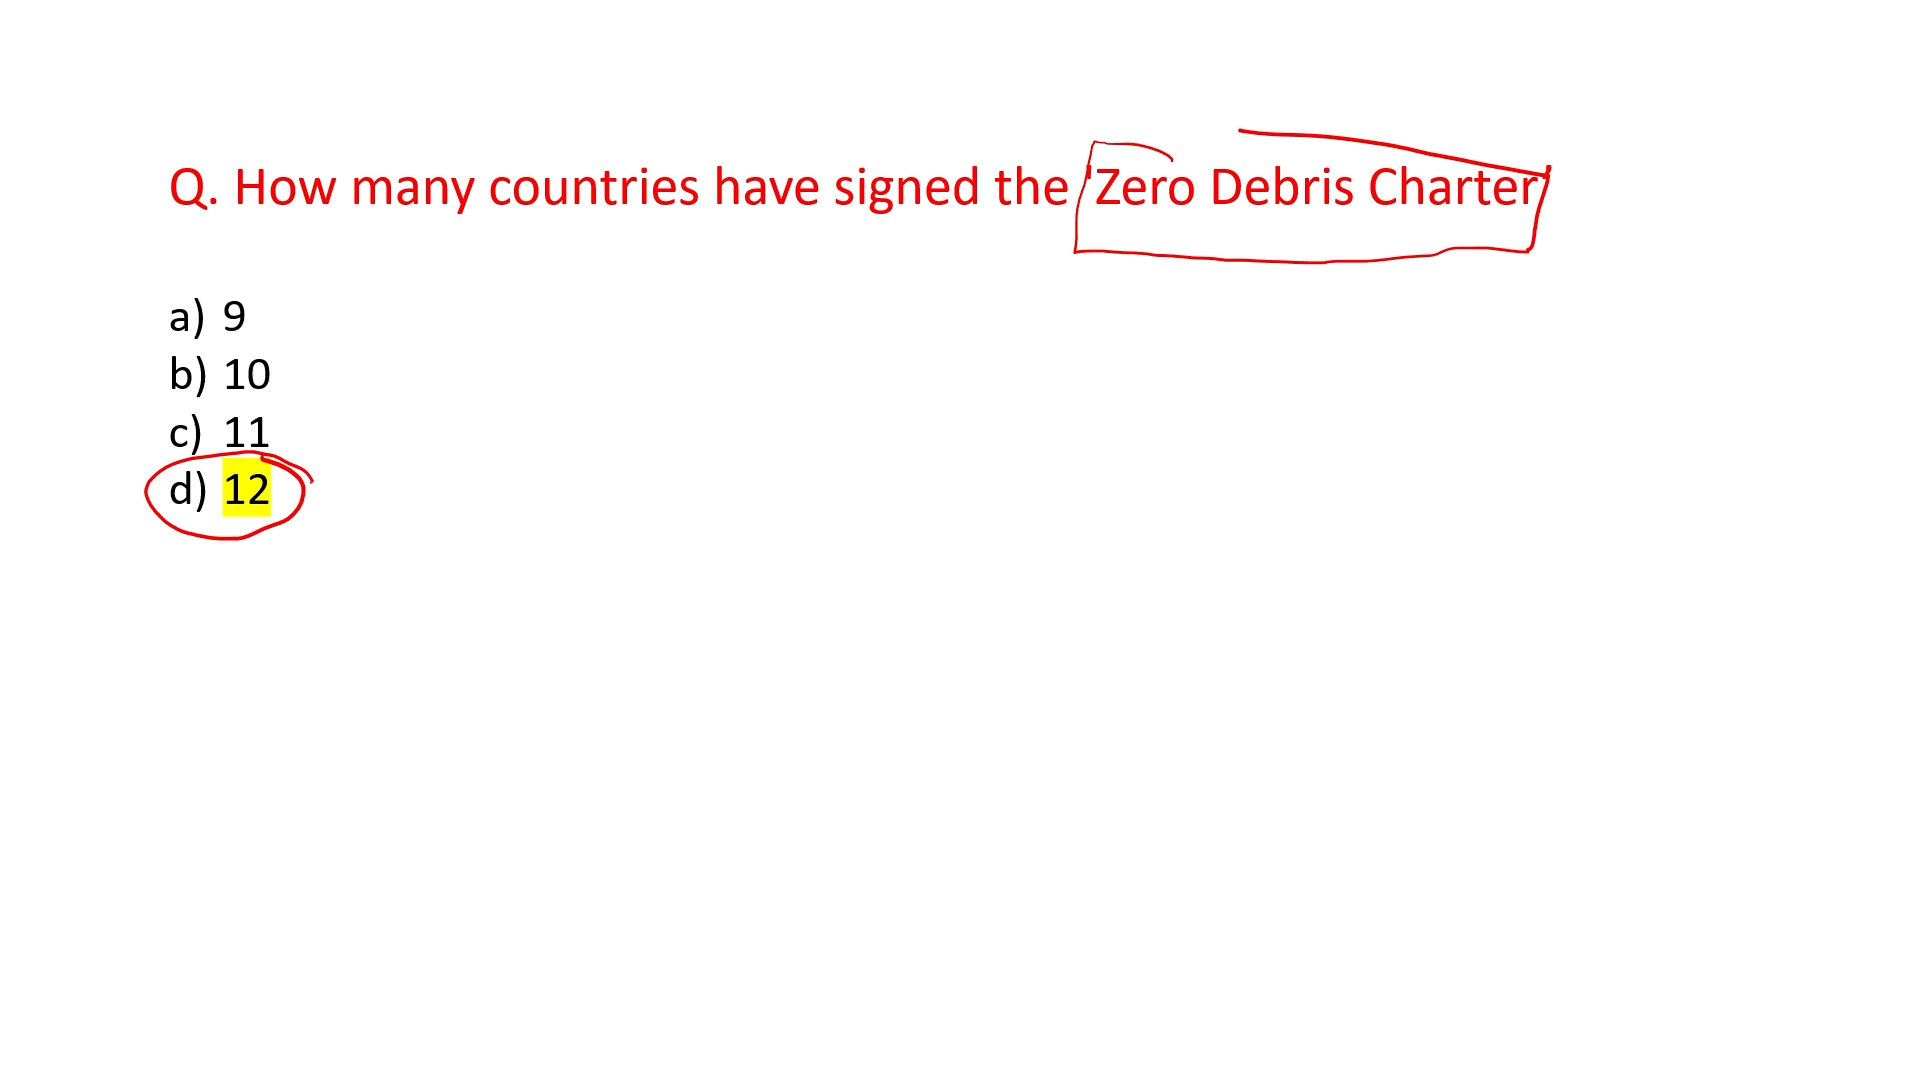 Q. How many countries have signed the 'Zero Debris Charter'
a) 9
b) 10
c) 11
d) 12